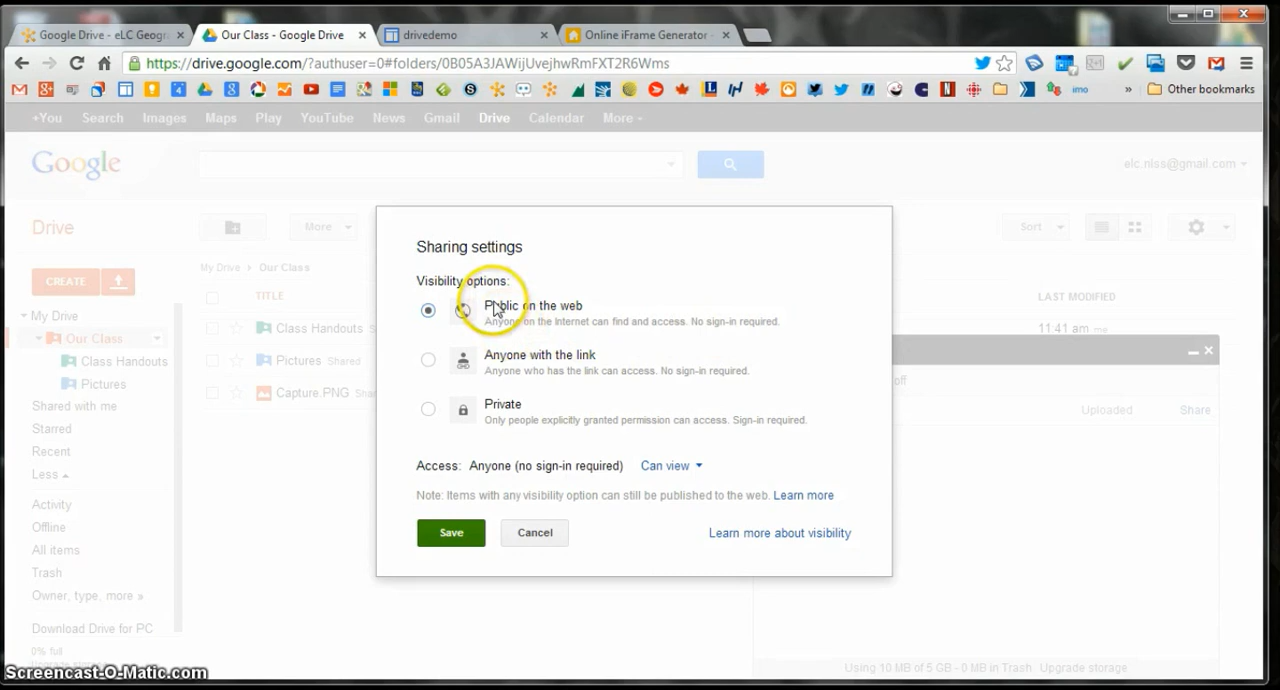 Google Drive - eLC Geogra
Our Class - Google Drive
drivedemo
Online iFrame Generator -
https://drive.google.com/?authuser=0#folders/0B05A3JAWijUvejhwRmFXT2R6Wms
Other bookmarks
+You Search Images Maps Play YouTube News Gmail Drive Calendar More
Google
elc.nlss@gmail.com
Drive
More
Sort
My Drive > Our Class
CREATE
TITLE
LAST MODIFIED
My Drive
Our Class
Class Handouts
Pictures
Shared with me
Starred
Recent
Less
Activity
Offline
All items
Trash
Owner, type, more »
Download Drive for PC
0% full
Class Handouts
11:41 am me
Pictures Shared
Capture.PNG
off
Uploaded Share
Sharing settings
Visibility options:
Public on the web
Anyone on the Internet can find and access. No sign-in required.
Anyone with the link
Anyone who has the link can access. No sign-in required.
Private
Only people explicitly granted permission can access. Sign-in required.
Access: Anyone (no sign-in required) Can view
Note: Items with any visibility option can still be published to the web. Learn more
Save Cancel Learn more about visibility
Using 10 MB of 5 GB - 0 MB in Trash Upgrade storage
Screencast-O-Matic.com